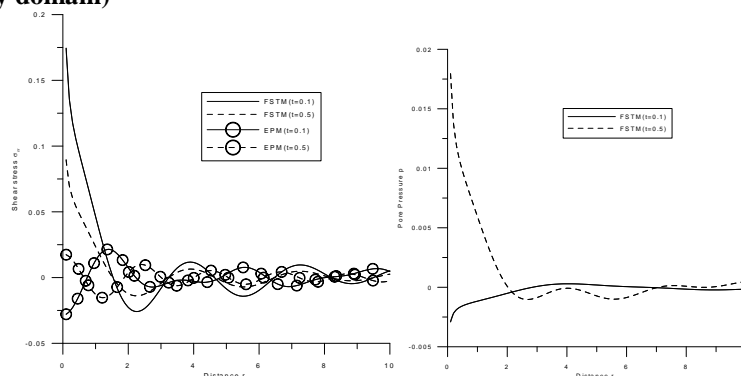 y domain)
0.2
0.15
0.1
0.05
0
-0.05
Shear stress σ
0 2 4 6 8 10
Distance r
FSTM(t=0.1)
FSTM(t=0.5)
EPM(t=0.1)
EPM(t=0.5)
0.02
0.015
0.01
0.005
0
-0.005
Pore Pressure p
0 2 4 6 8
Distance r
FSTM(t=0.1)
FSTM(t=0.5)